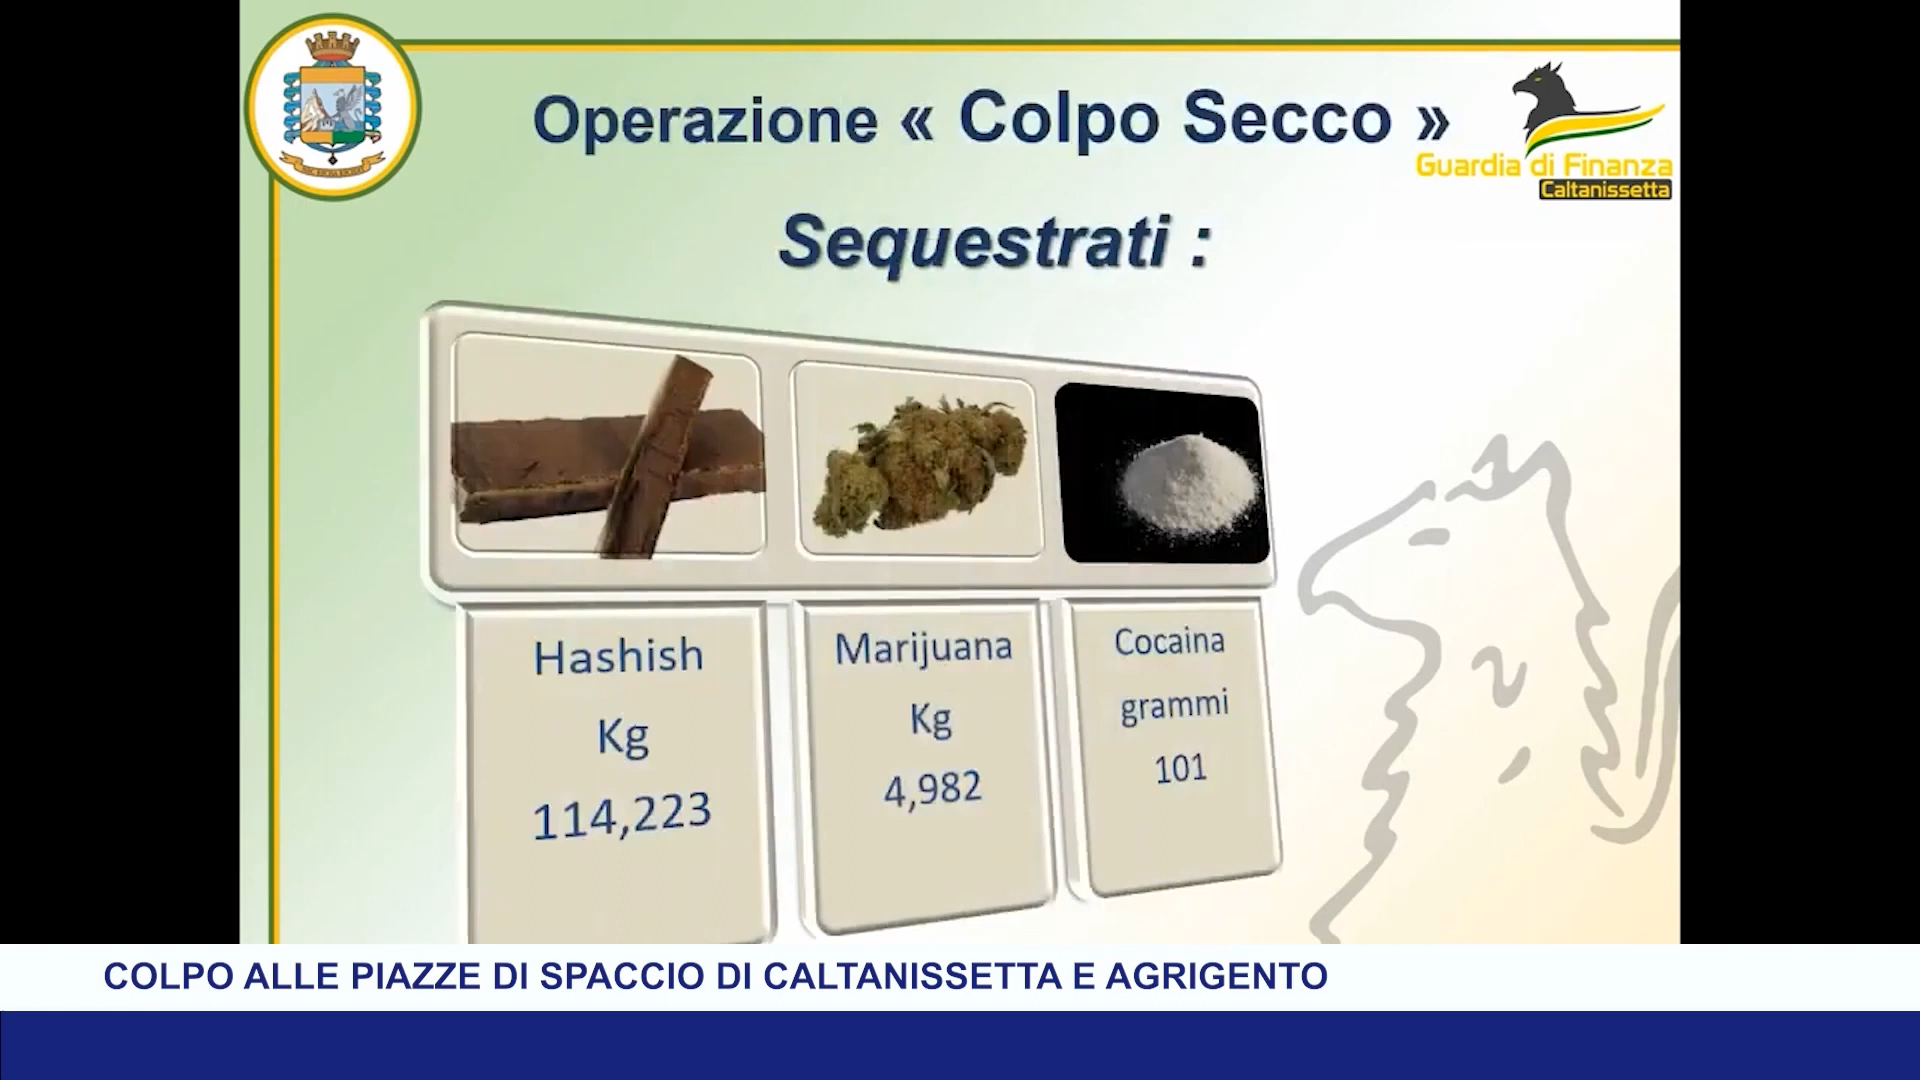 Operazione « Colpo Secco »
Guardia di Finanza
Caltanissetta
Sequestrati :
Hashish
Kg
114,223
Marijuana
Kg
4,982
Cocaina
grammi
101
COLPO ALLE PIAZZE DI SPACCIO DI CALTANISSETTA E AGRIGENTO